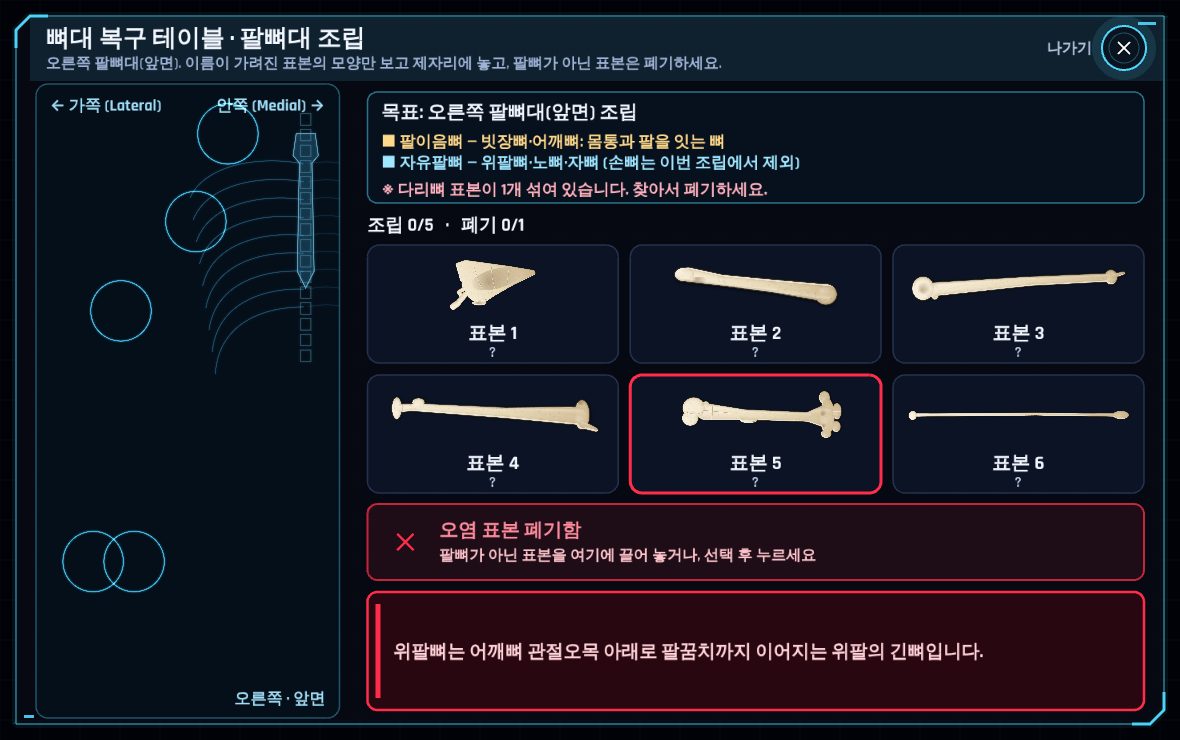 뼈대 복구 테이블 · 팔뼈대 조립
오른쪽 팔뼈대(앞면). 이름이 가려진 표본의 모양만 보고 제자리에 놓고, 팔뼈가 아닌 표본은 폐기하세요.
나가기
← 가쪽 (Lateral)
안쪽 (Medial) →
오른쪽 · 앞면
목표: 오른쪽 팔뼈대(앞면) 조립
■ 팔이음뼈 – 빗장뼈·어깨뼈: 몸통과 팔을 잇는 뼈
■ 자유팔뼈 – 위팔뼈·노뼈·자뼈 (손뼈는 이번 조립에서 제외)
※ 다리뼈 표본이 1개 섞여 있습니다. 찾아서 폐기하세요.
조립 0/5 · 폐기 0/1
표본 1
?
표본 2
?
표본 3
?
표본 4
?
표본 5
?
표본 6
?
오염 표본 폐기함
팔뼈가 아닌 표본을 여기에 끌어 놓거나, 선택 후 누르세요
위팔뼈는 어깨뼈 관절오목 아래로 팔꿈치까지 이어지는 위팔의 긴뼈입니다.